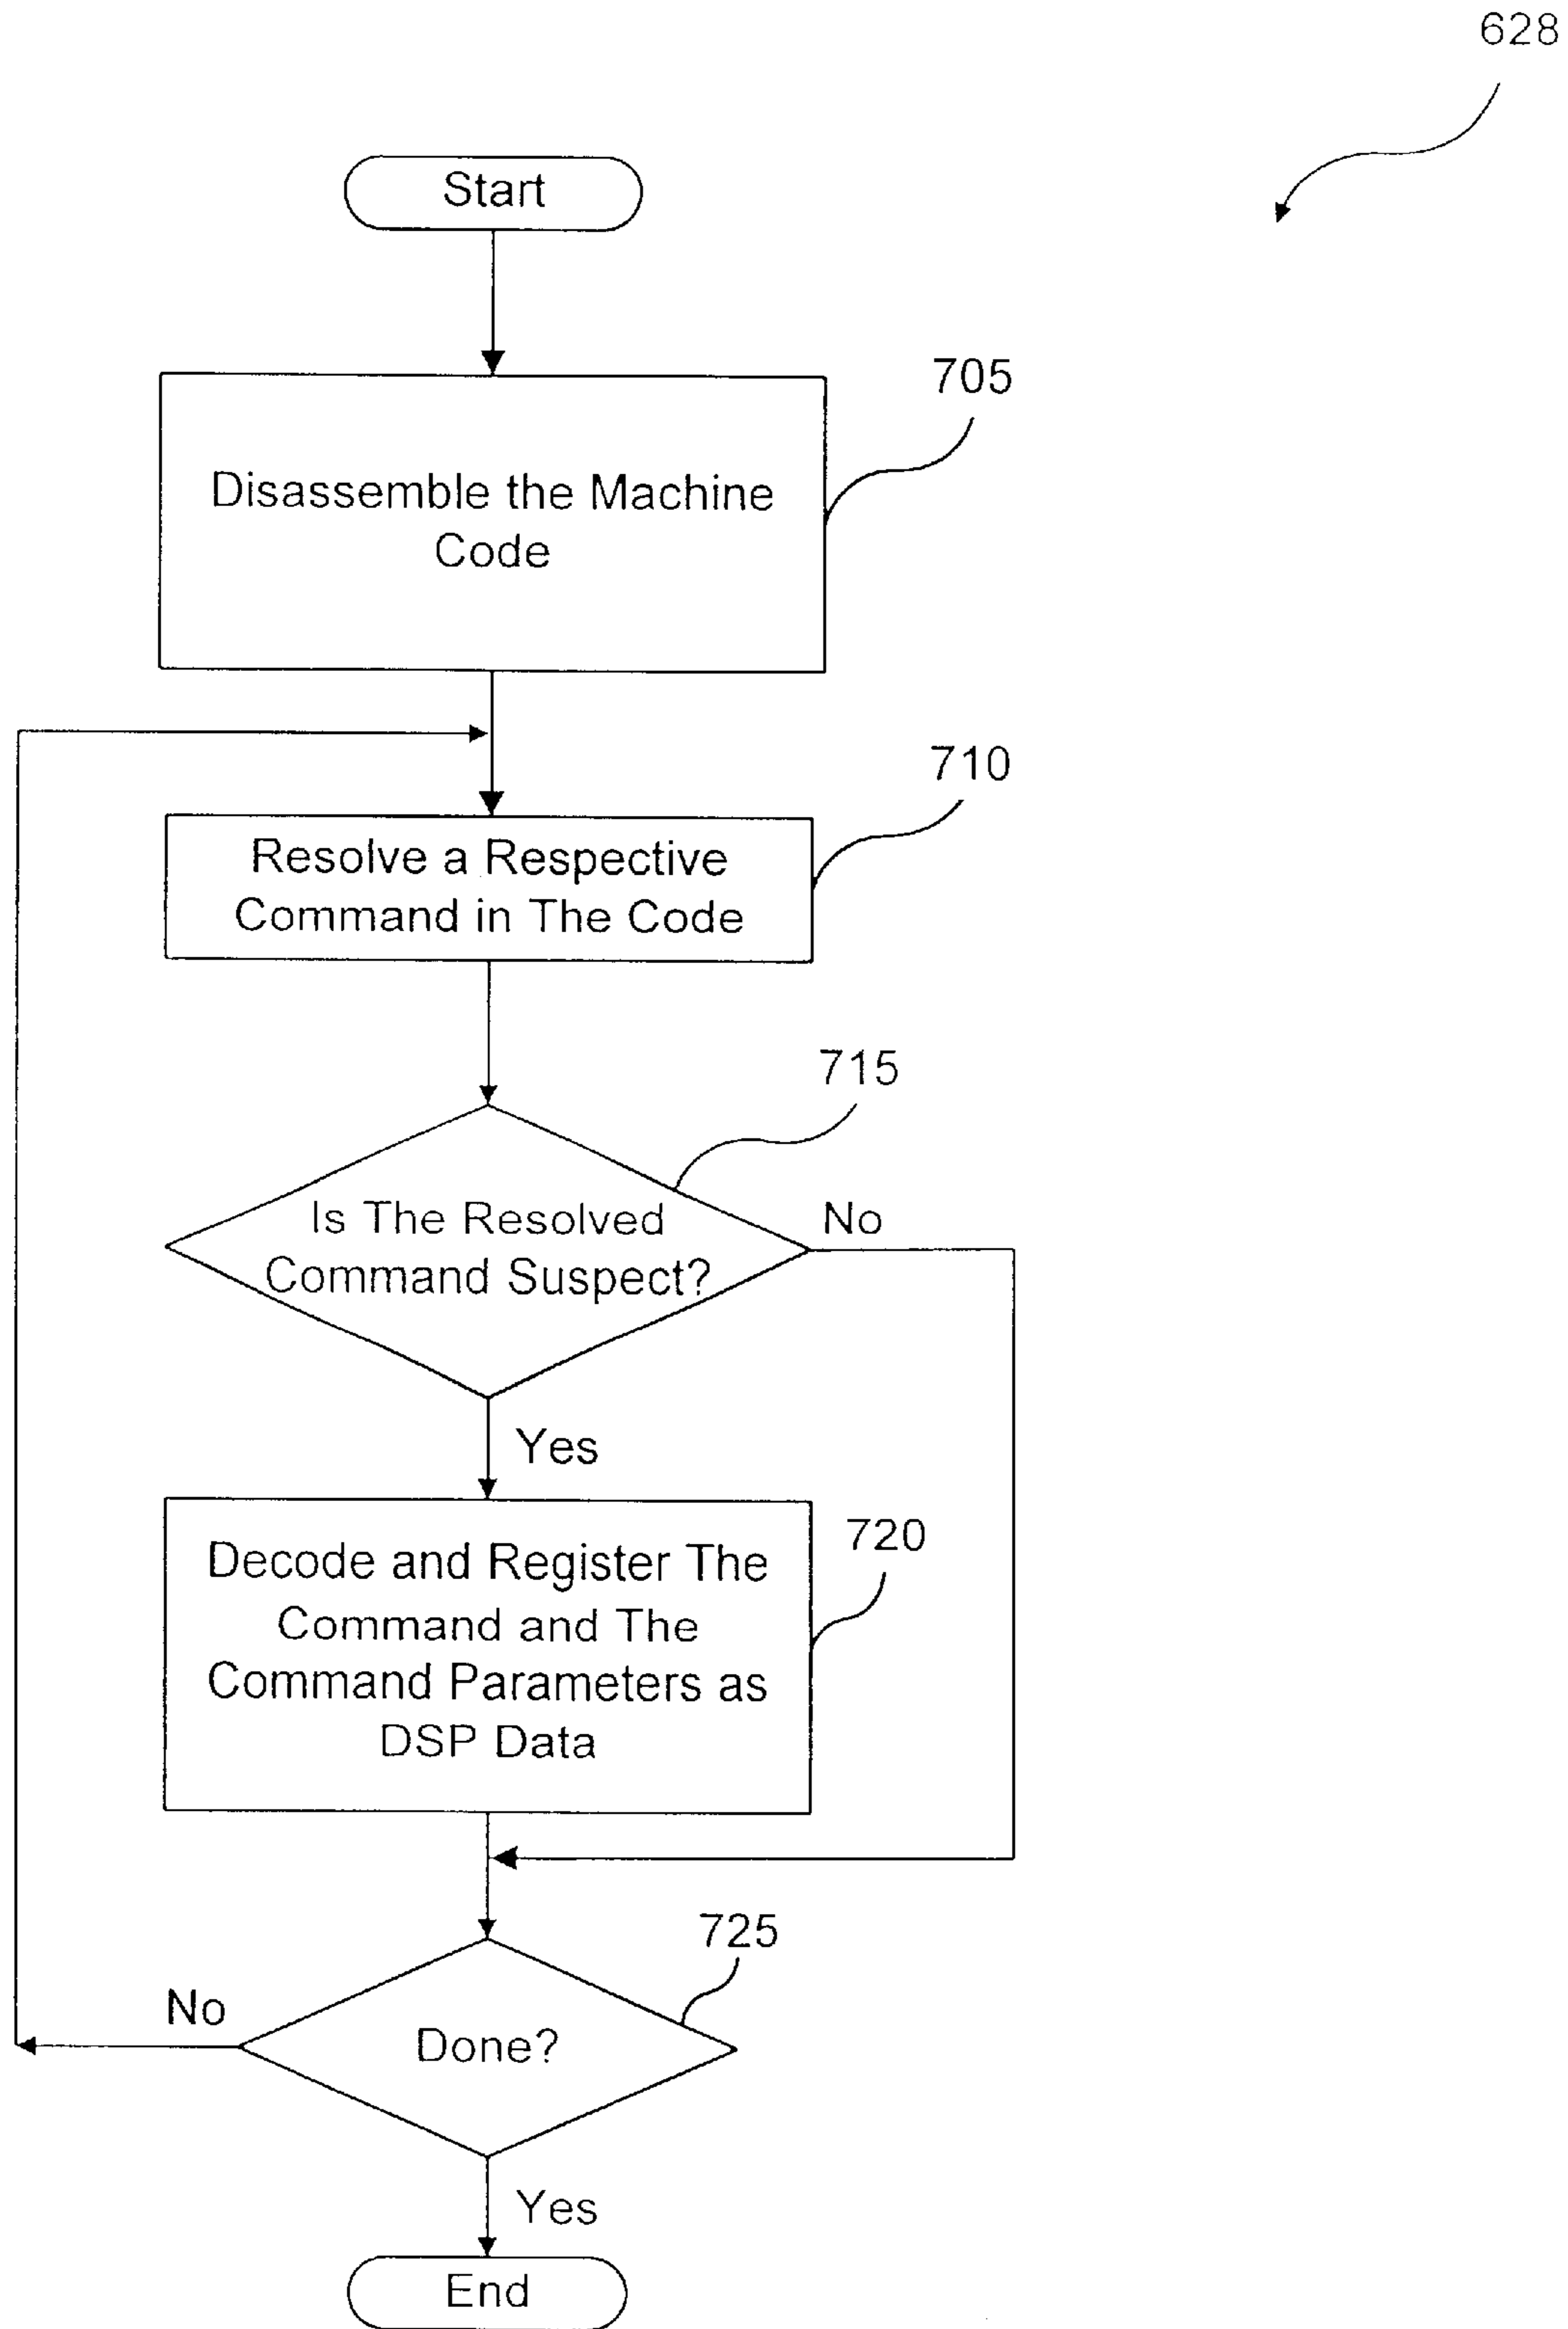 628
Start
705
Disassemble the Machine
Code
710
Resolve a Respective
Command in The Code
715
Is The Resolved
Command Suspect?
No
Yes
720
Decode and Register The
Command and The
Command Parameters as
DSP Data
725
No
Done?
Yes
End